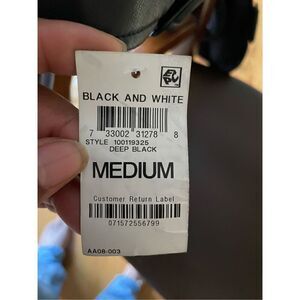 BLACK AND WHITE
7 33002 31278 8
STYLE 100119325
DEEP BLACK
MEDIUM
Customer Return Label
071572556799
AA08-003